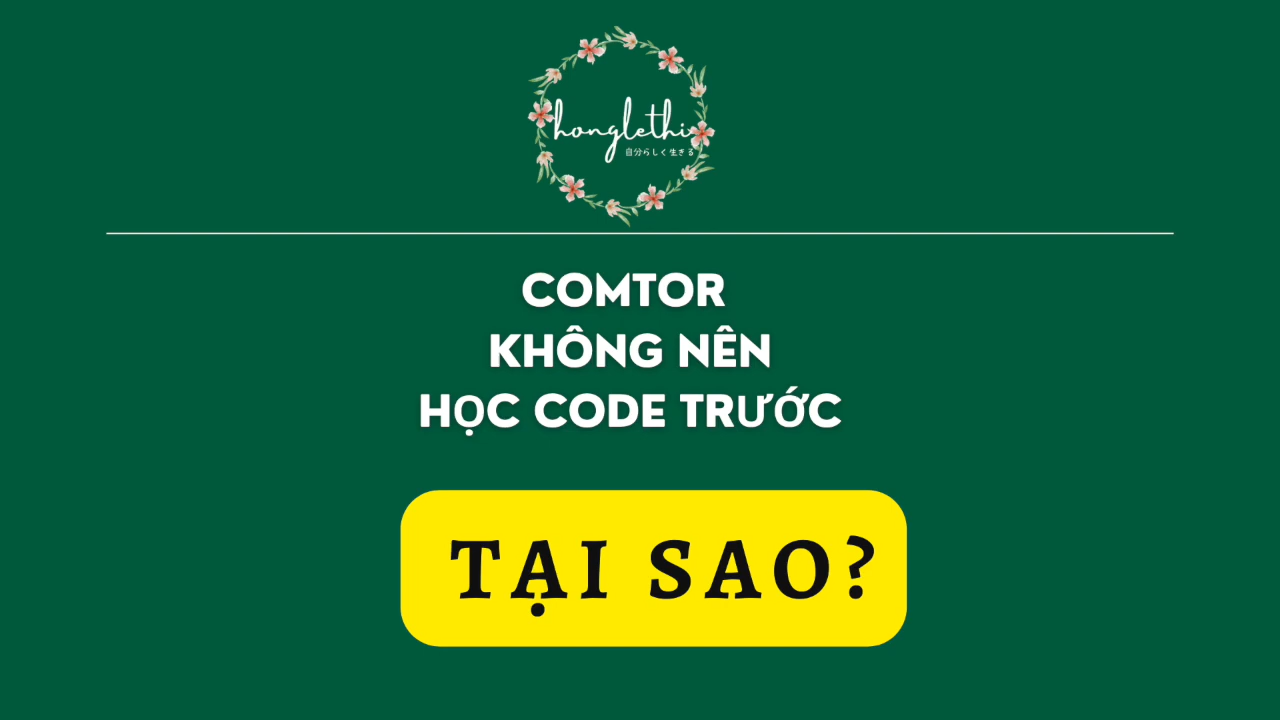 honglethi
自分らしく生きる
COMTOR
KHÔNG NÊN
HỌC CODE TRƯỚC
TẠI SAO?